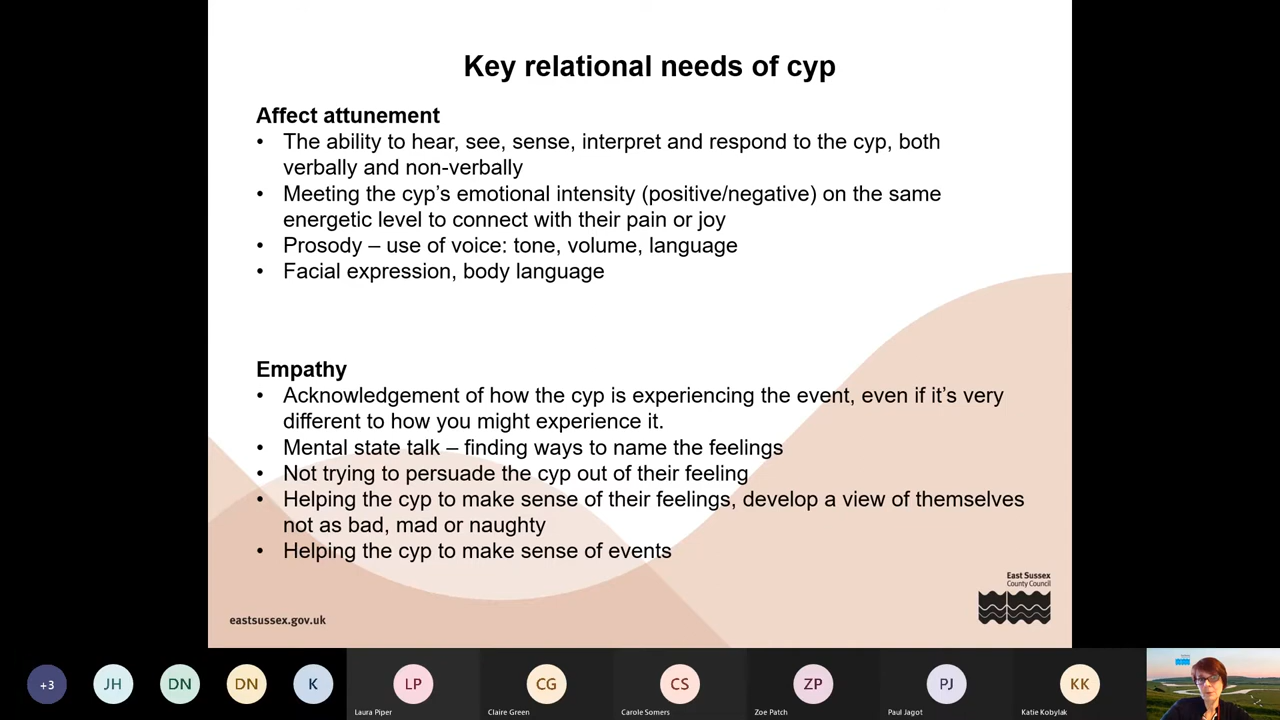 Key relational needs of cyp
Affect attunement
• The ability to hear, see, sense, interpret and respond to the cyp, both
verbally and non-verbally
• Meeting the cyp’s emotional intensity (positive/negative) on the same
energetic level to connect with their pain or joy
• Prosody – use of voice: tone, volume, language
• Facial expression, body language
Empathy
• Acknowledgement of how the cyp is experiencing the event, even if it’s very
different to how you might experience it.
• Mental state talk – finding ways to name the feelings
• Not trying to persuade the cyp out of their feeling
• Helping the cyp to make sense of their feelings, develop a view of themselves
not as bad, mad or naughty
• Helping the cyp to make sense of events
East Sussex
County Council
eastsussex.gov.uk
+3
JH
DN
DN
K
LP
CG
CS
ZP
PJ
KK
Laura Piper
Claire Green
Carole Somers
Zoe Patch
Paul Jagot
Katie Kobylak